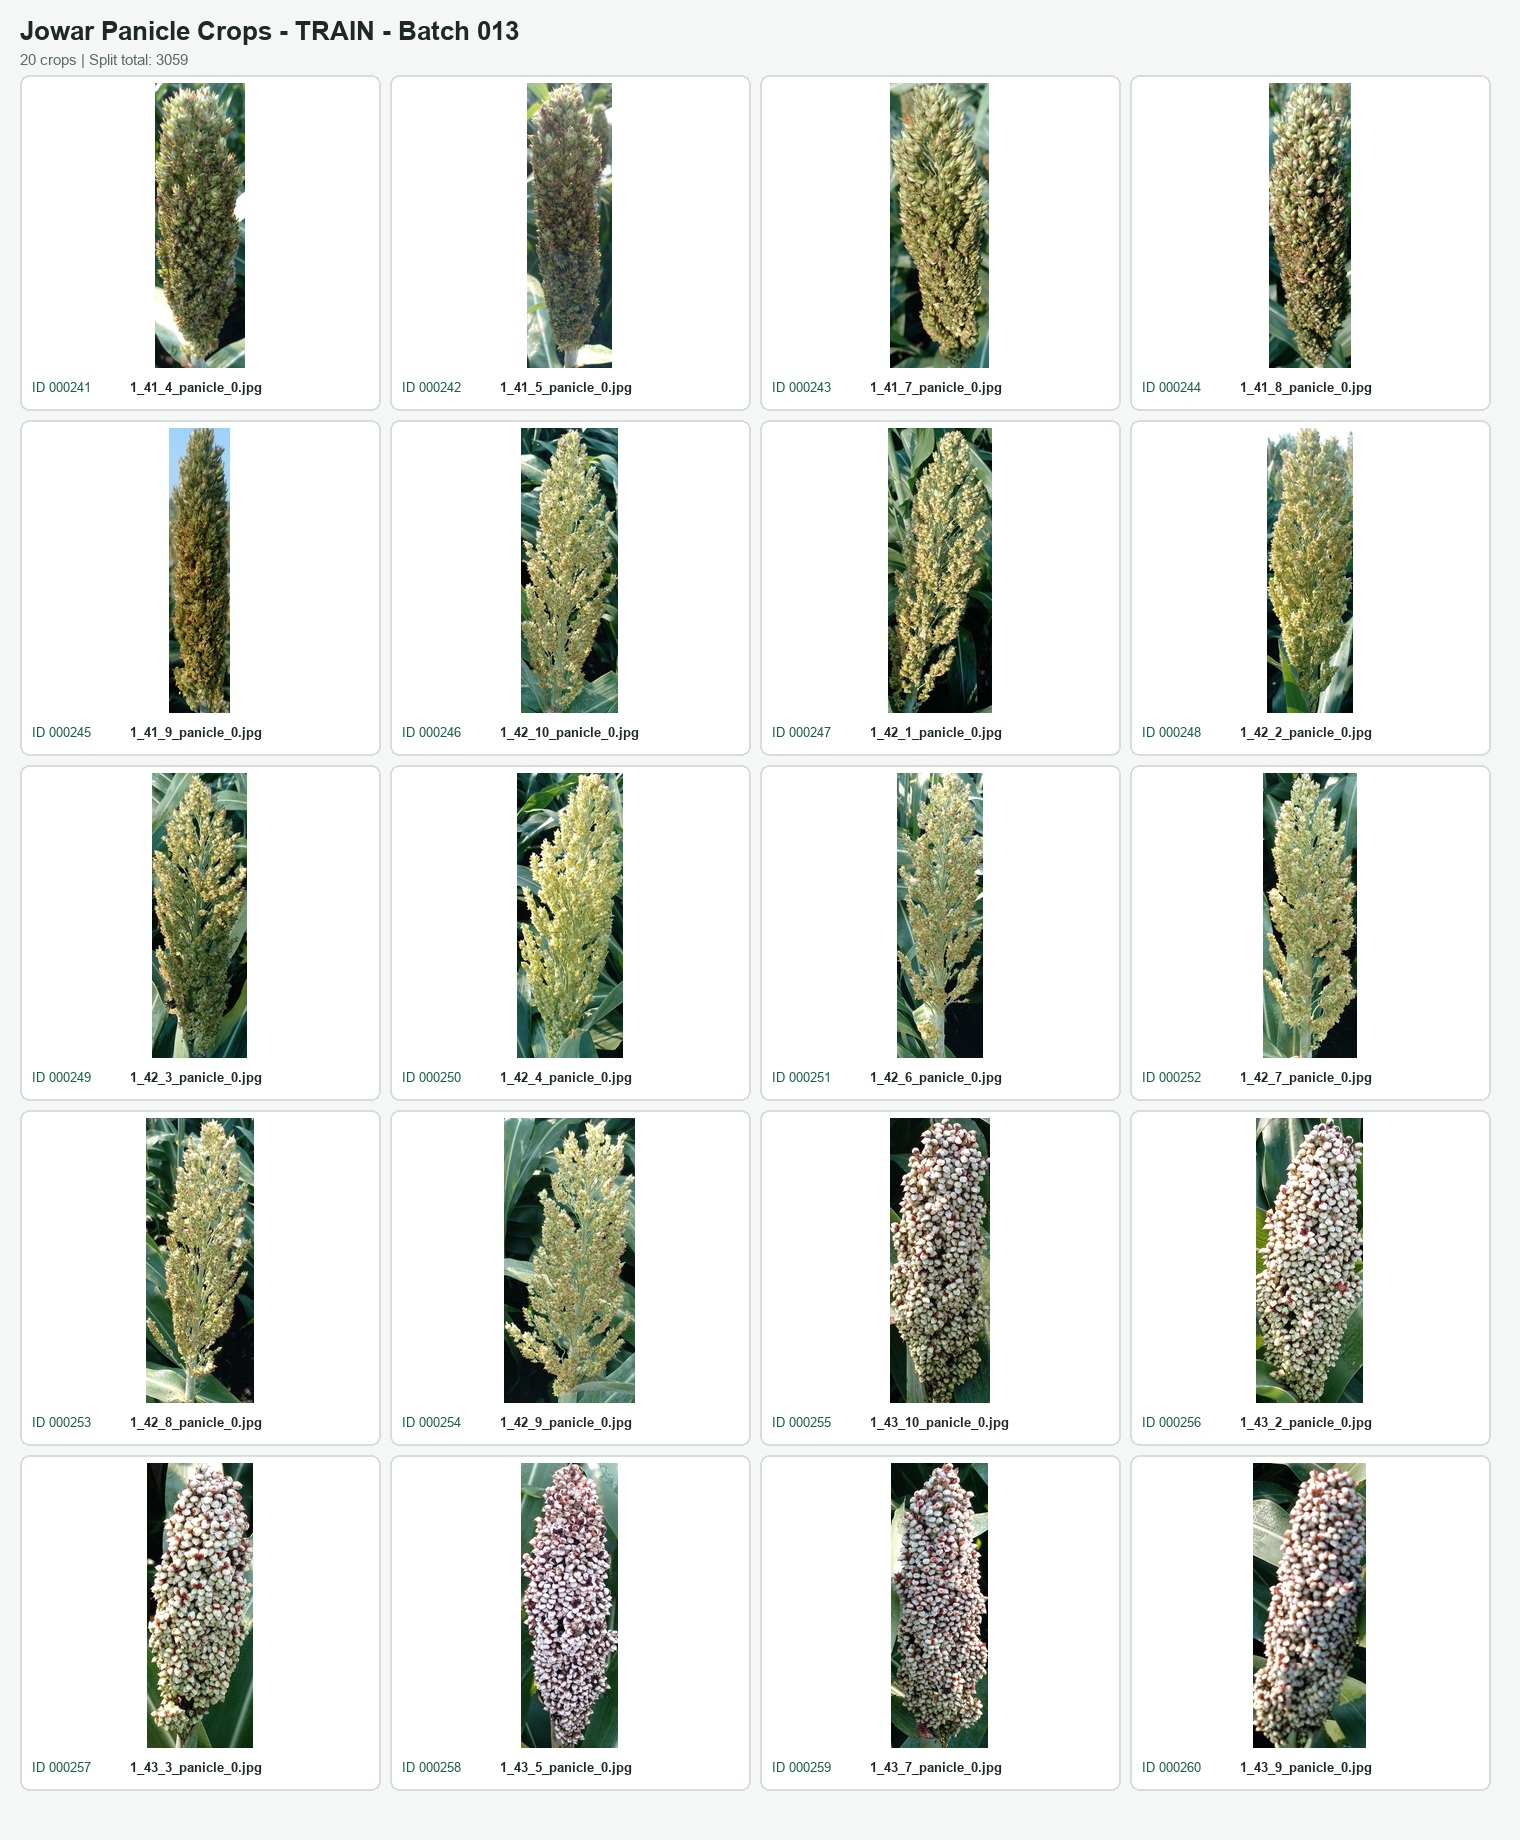 Jowar Panicle Crops - TRAIN - Batch 013
20 crops | Split total: 3059
ID 000241 1_41_4_panicle_0.jpg
ID 000242 1_41_5_panicle_0.jpg
ID 000243 1_41_7_panicle_0.jpg
ID 000244 1_41_8_panicle_0.jpg
ID 000245 1_41_9_panicle_0.jpg
ID 000246 1_42_10_panicle_0.jpg
ID 000247 1_42_1_panicle_0.jpg
ID 000248 1_42_2_panicle_0.jpg
ID 000249 1_42_3_panicle_0.jpg
ID 000250 1_42_4_panicle_0.jpg
ID 000251 1_42_6_panicle_0.jpg
ID 000252 1_42_7_panicle_0.jpg
ID 000253 1_42_8_panicle_0.jpg
ID 000254 1_42_9_panicle_0.jpg
ID 000255 1_43_10_panicle_0.jpg
ID 000256 1_43_2_panicle_0.jpg
ID 000257 1_43_3_panicle_0.jpg
ID 000258 1_43_5_panicle_0.jpg
ID 000259 1_43_7_panicle_0.jpg
ID 000260 1_43_9_panicle_0.jpg